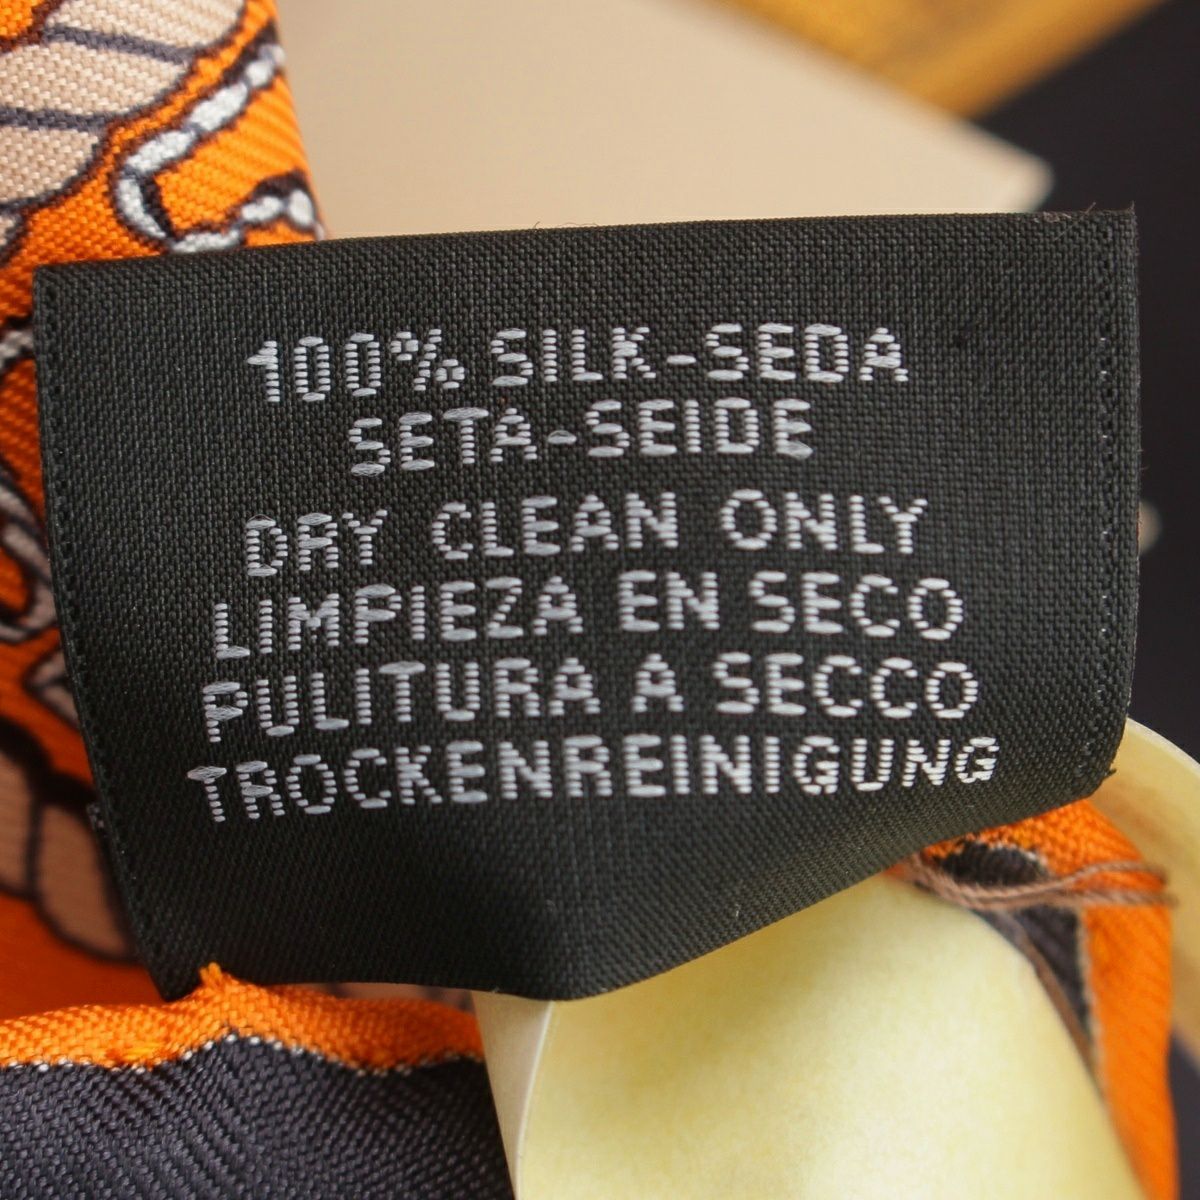 100% SILK-SEDA
SETA-SEIDE
DRY CLEAN ONLY
LIMPIEZA EN SECO
PULITURA A SECCO
TROCKENREINIGUNG